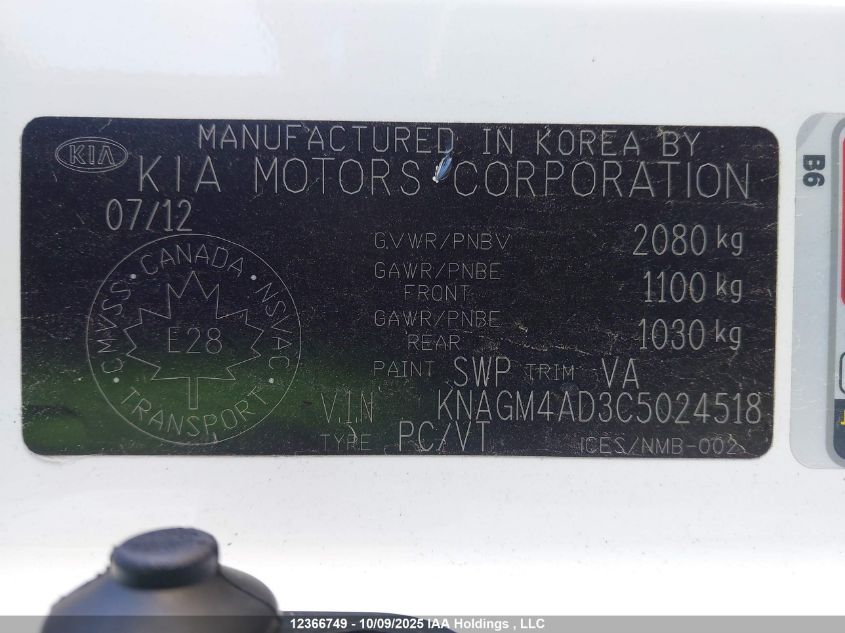 MANUFACTURED IN KOREA BY
KIA
KIA MOTORS CORPORATION
07/12
CMVSS · CANADA · NSVAC
E28
TRANSPORT
GVWR/PNBV 2080 kg
GAWR/PNBE
FRONT 1100 kg
GAWR/PNBE
REAR 1030 kg
PAINT SWP TRIM VA
VIN KNAGM4AD3C5024518
TYPE PC/VT ICES/NMB-002
B6
12366749 - 10/09/2025 IAA Holdings , LLC